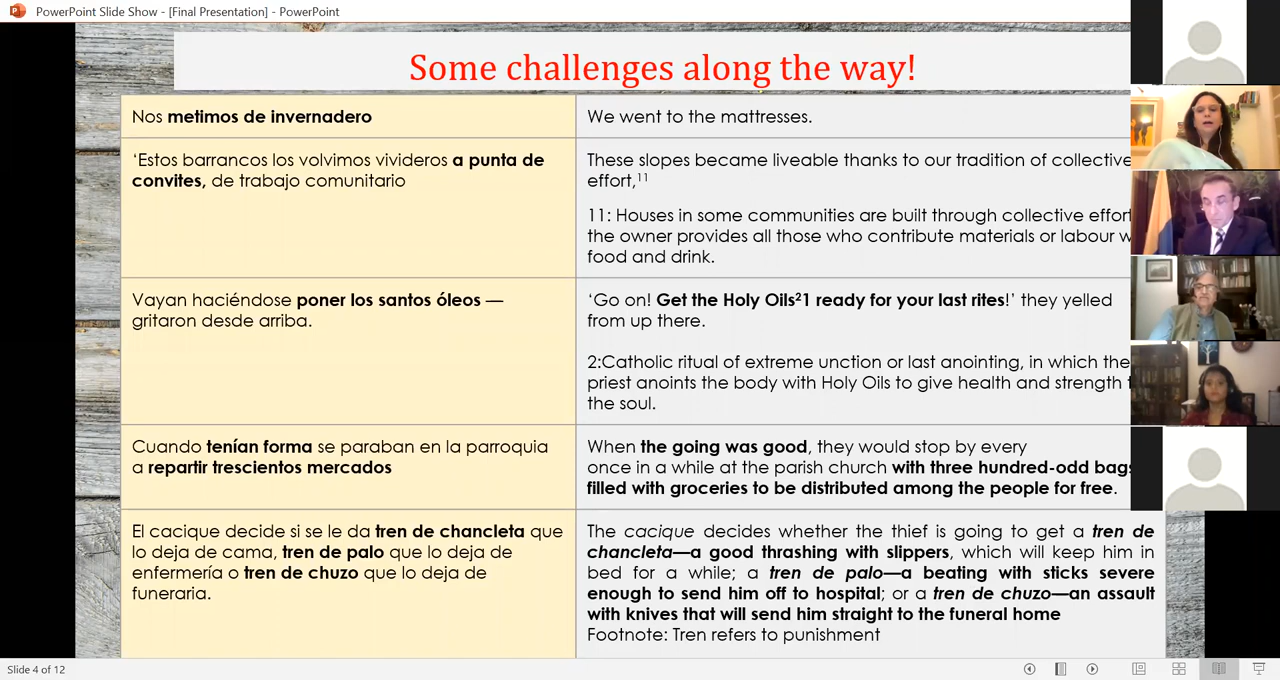 PowerPoint Slide Show - [Final Presentation] - PowerPoint
Some challenges along the way!
Nos metimos de invernadero
We went to the mattresses.
‘Estos barrancos los volvimos vivideros a punta de
convites, de trabajo comunitario
These slopes became liveable thanks to our tradition of collective
effort,¹¹
11: Houses in some communities are built through collective effort
the owner provides all those who contribute materials or labour w
food and drink.
Vayan haciéndose poner los santos óleos —
gritaron desde arriba.
‘Go on! Get the Holy Oils²1 ready for your last rites!’ they yelled
from up there.
2:Catholic ritual of extreme unction or last anointing, in which the
priest anoints the body with Holy Oils to give health and strength
the soul.
Cuando tenían forma se paraban en la parroquia
a repartir trescientos mercados
When the going was good, they would stop by every
once in a while at the parish church with three hundred-odd bags
filled with groceries to be distributed among the people for free.
El cacique decide si se le da tren de chancleta que
lo deja de cama, tren de palo que lo deja de
enfermería o tren de chuzo que lo deja de
funeraria.
The cacique decides whether the thief is going to get a tren de
chancleta—a good thrashing with slippers, which will keep him in
bed for a while; a tren de palo—a beating with sticks severe
enough to send him off to hospital; or a tren de chuzo—an assault
with knives that will send him straight to the funeral home
Footnote: Tren refers to punishment
Slide 4 of 12